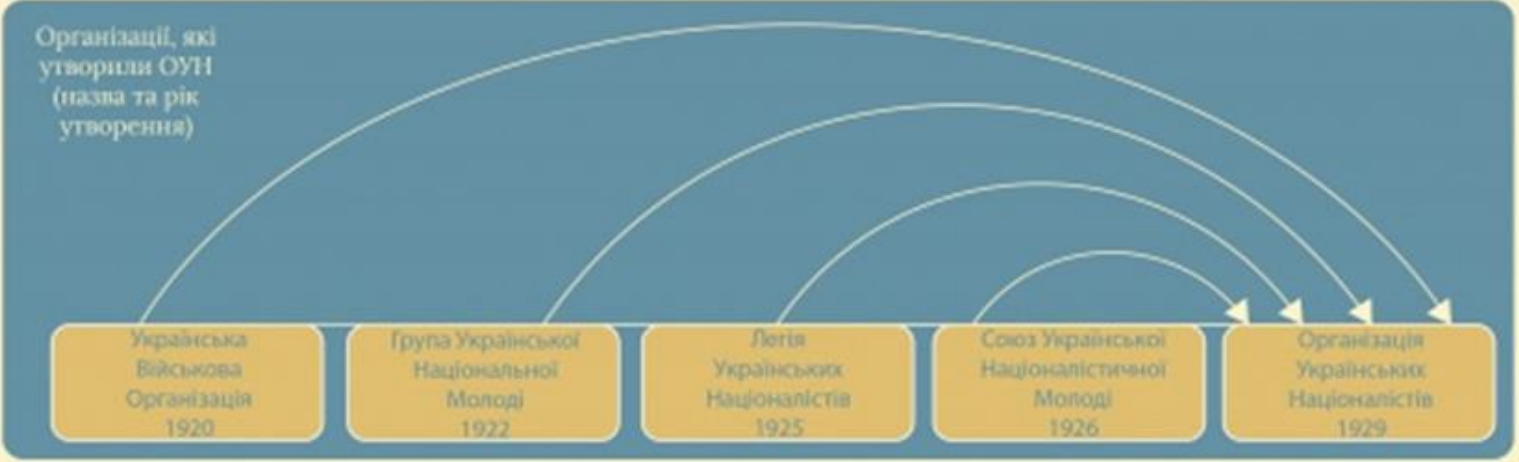 Організації, які
утворили ОУН
(назва та рік
утворення)
Українська
Військова
Організація
1920
Група Української
Національної
Молоді
1922
Легія
Українських
Націоналістів
1925
Союз Української
Націоналістичної
Молоді
1926
Організація
Українських
Націоналістів
1929